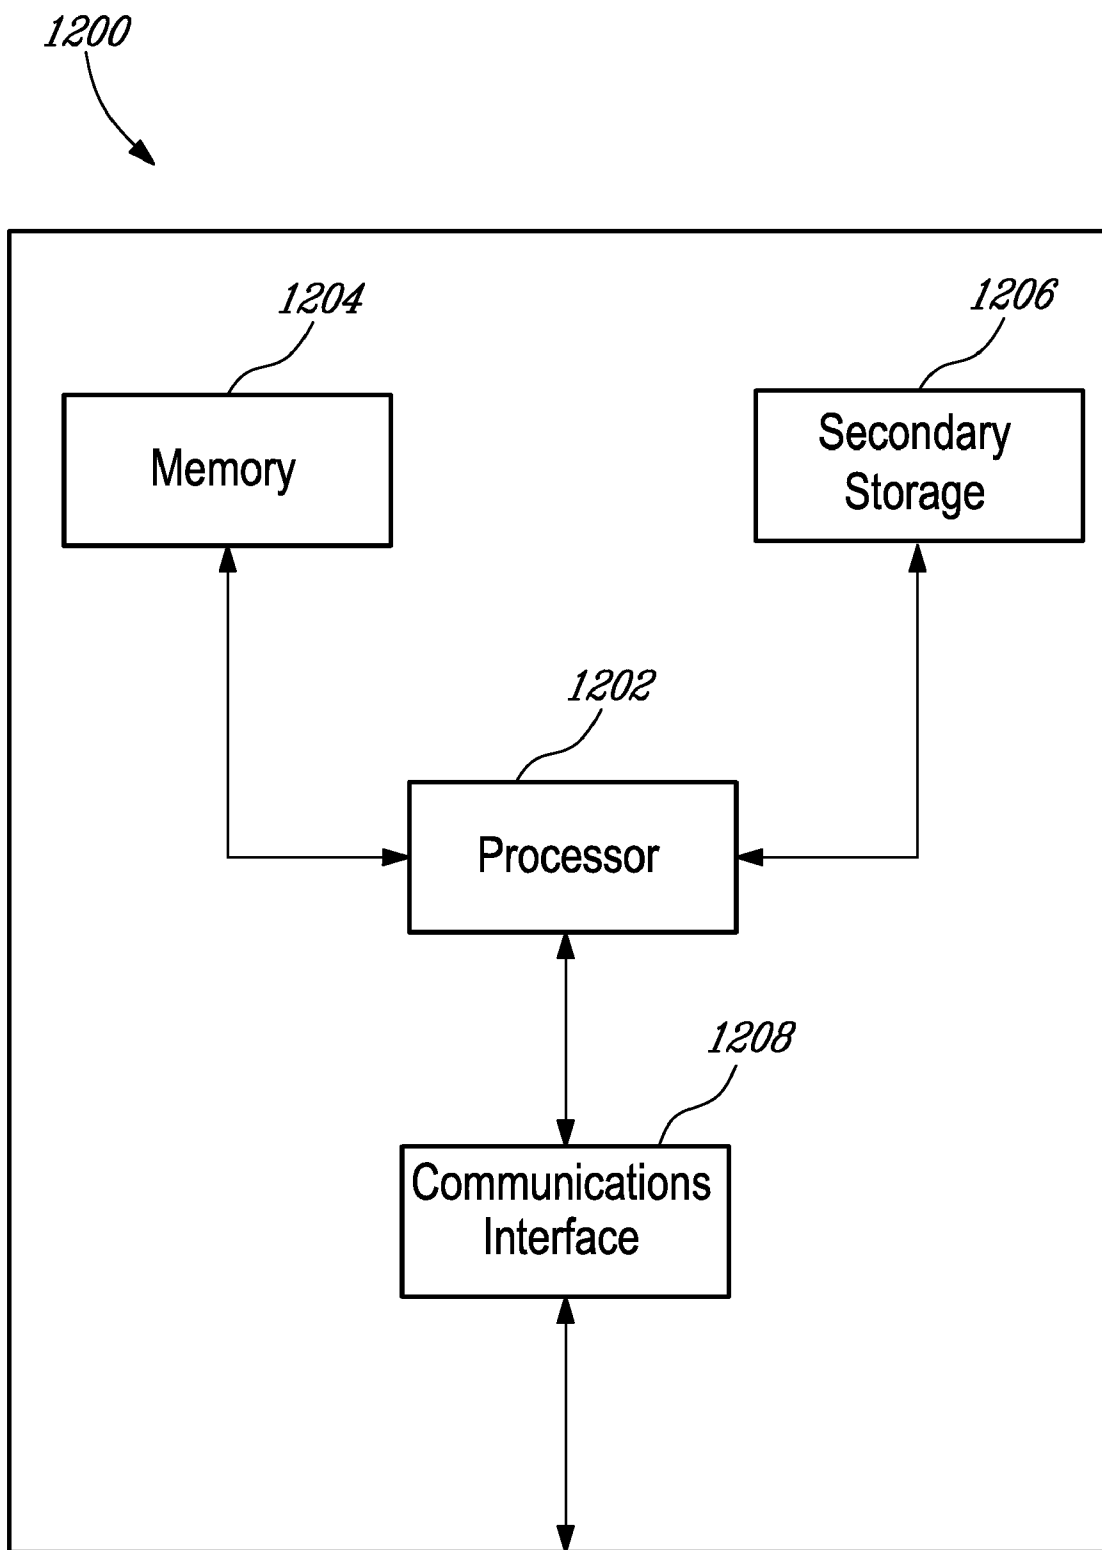 1200
1204
1206
Memory
Secondary
Storage
1202
Processor
1208
Communications
Interface